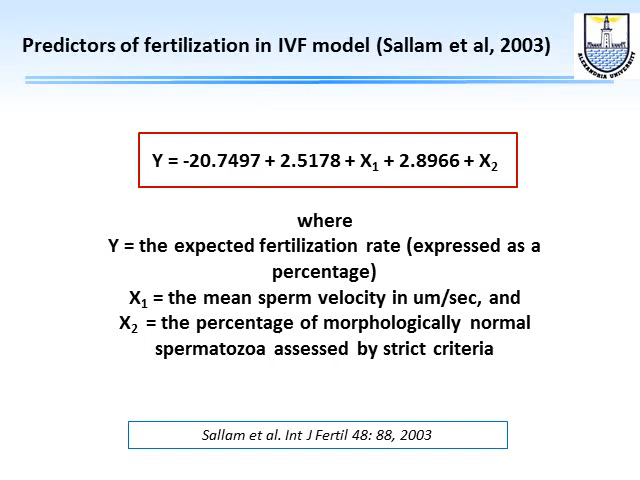 Predictors of fertilization in IVF model (Sallam et al, 2003)
ALEXANDRIA UNIVERSITY
Y = -20.7497 + 2.5178 + X₁ + 2.8966 + X₂
where
Y = the expected fertilization rate (expressed as a
percentage)
X₁ = the mean sperm velocity in um/sec, and
X₂ = the percentage of morphologically normal
spermatozoa assessed by strict criteria
Sallam et al. Int J Fertil 48: 88, 2003